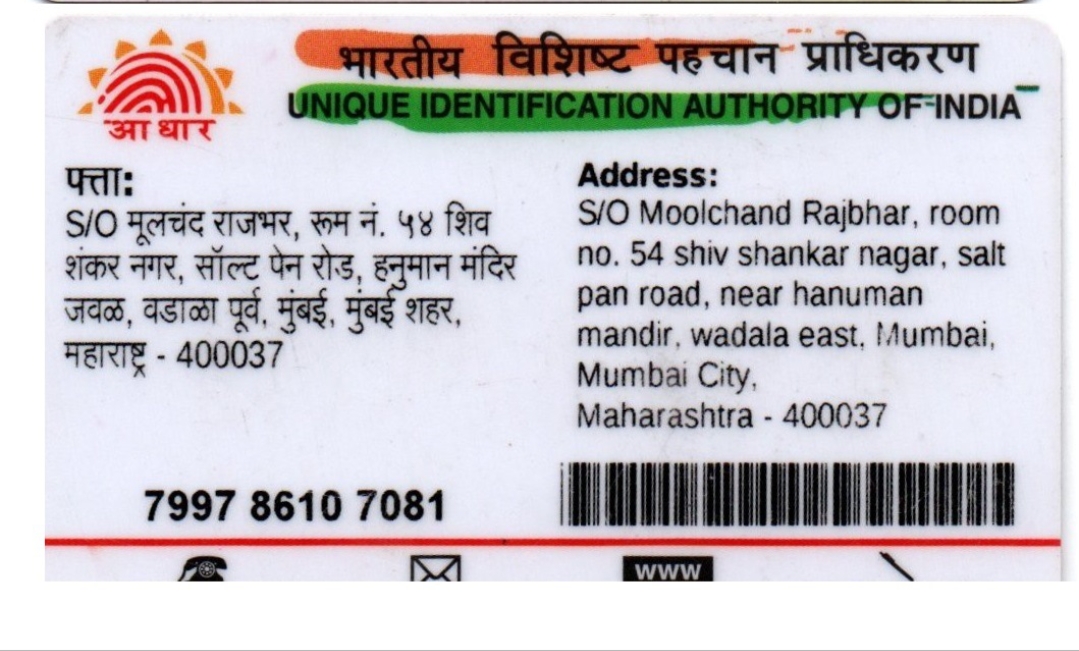 भारतीय विशिष्ट पहचान प्राधिकरण
UNIQUE IDENTIFICATION AUTHORITY OF INDIA
आधार
पत्ता:
S/O मूलचंद राजभर, रूम नं. ५४ शिव
शंकर नगर, सॉल्ट पेन रोड, हनुमान मंदिर
जवळ, वडाळा पूर्व, मुंबई, मुंबई शहर,
महाराष्ट्र - 400037
Address:
S/O Moolchand Rajbhar, room
no. 54 shiv shankar nagar, salt
pan road, near hanuman
mandir, wadala east, Mumbai,
Mumbai City,
Maharashtra - 400037
7997 8610 7081
www